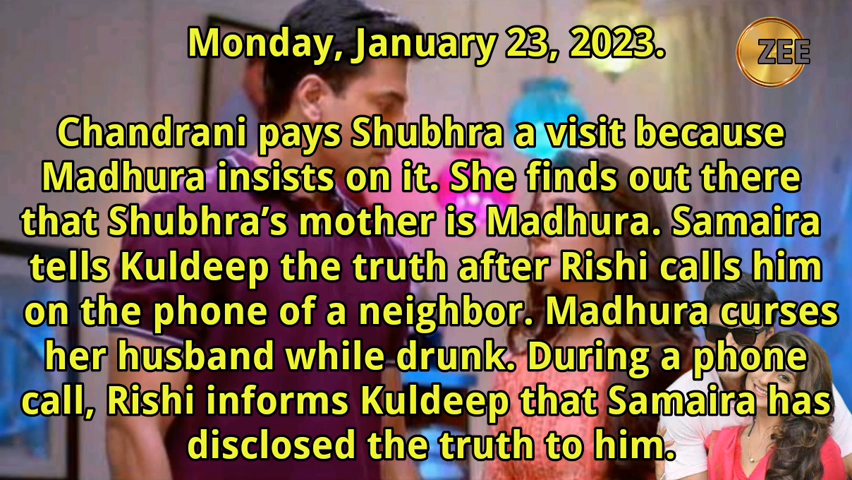 Monday, January 23, 2023.
ZEE
Chandrani pays Shubhra a visit because
Madhura insists on it. She finds out there
that Shubhra’s mother is Madhura. Samaira
tells Kuldeep the truth after Rishi calls him
on the phone of a neighbor. Madhura curses
her husband while drunk. During a phone
call, Rishi informs Kuldeep that Samaira has
disclosed the truth to him.